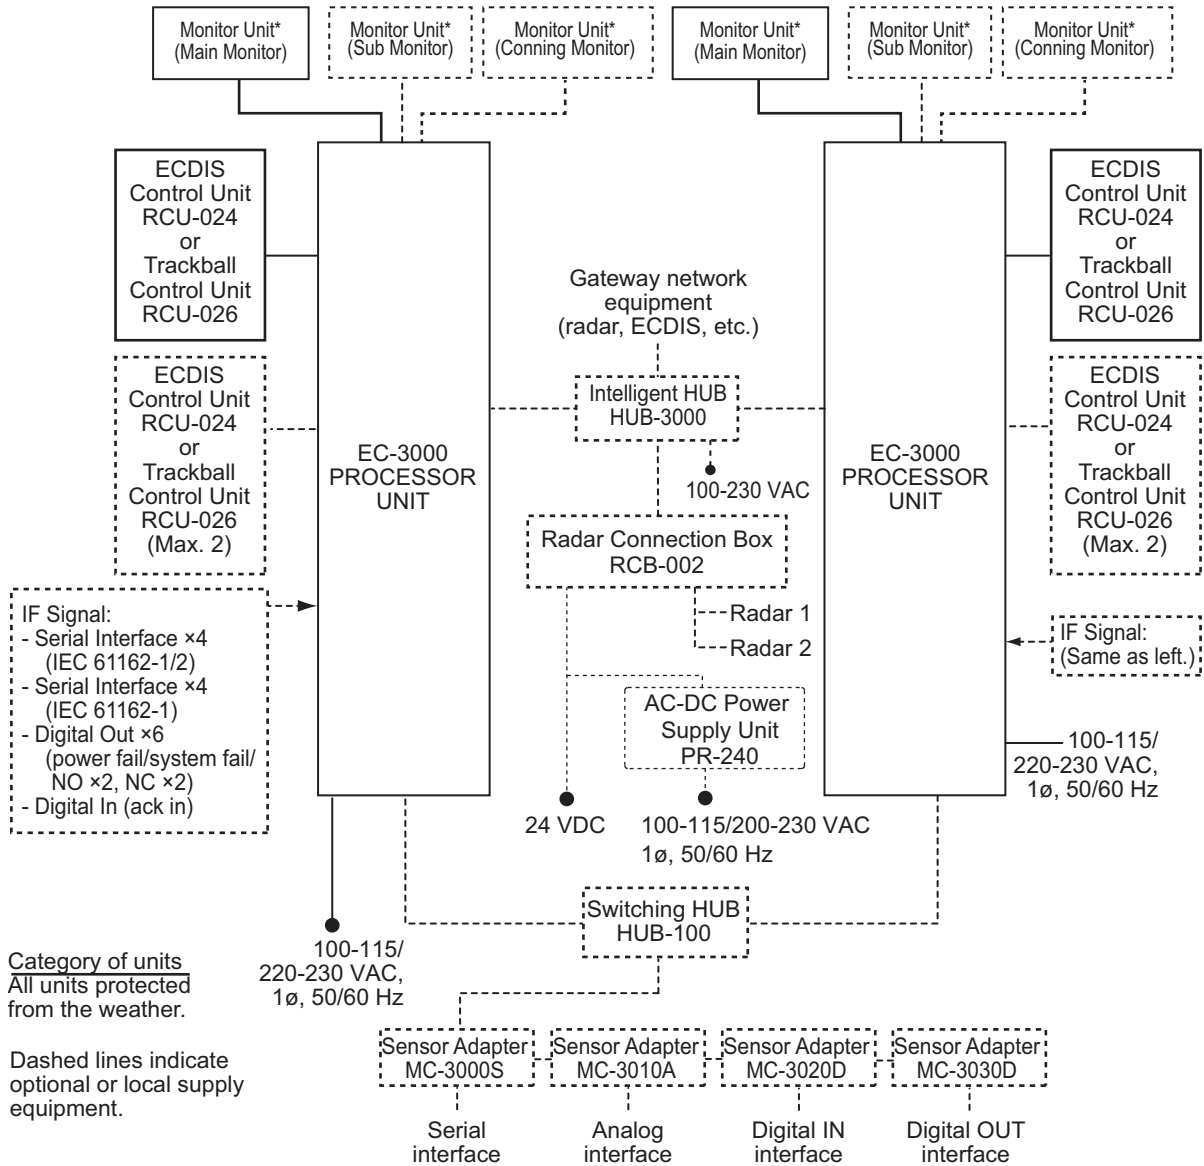 Monitor Unit*
(Main Monitor)
Monitor Unit*
(Sub Monitor)
Monitor Unit*
(Conning Monitor)
Monitor Unit*
(Main Monitor)
Monitor Unit*
(Sub Monitor)
Monitor Unit*
(Conning Monitor)
ECDIS
Control Unit
RCU-024
or
Trackball
Control Unit
RCU-026
ECDIS
Control Unit
RCU-024
or
Trackball
Control Unit
RCU-026
(Max. 2)
IF Signal:
- Serial Interface ×4
(IEC 61162-1/2)
- Serial Interface ×4
(IEC 61162-1)
- Digital Out ×6
(power fail/system fail/
NO ×2, NC ×2)
- Digital In (ack in)
EC-3000
PROCESSOR
UNIT
Gateway network
equipment
(radar, ECDIS, etc.)
Intelligent HUB
HUB-3000
100-230 VAC
Radar Connection Box
RCB-002
Radar 1
Radar 2
AC-DC Power
Supply Unit
PR-240
24 VDC
100-115/200-230 VAC
1ø, 50/60 Hz
EC-3000
PROCESSOR
UNIT
ECDIS
Control Unit
RCU-024
or
Trackball
Control Unit
RCU-026
ECDIS
Control Unit
RCU-024
or
Trackball
Control Unit
RCU-026
(Max. 2)
IF Signal:
(Same as left.)
100-115/
220-230 VAC,
1ø, 50/60 Hz
Switching HUB
HUB-100
100-115/
220-230 VAC,
1ø, 50/60 Hz
Category of units
All units protected
from the weather.
Dashed lines indicate
optional or local supply
equipment.
Sensor Adapter
MC-3000S
Sensor Adapter
MC-3010A
Sensor Adapter
MC-3020D
Sensor Adapter
MC-3030D
Serial
interface
Analog
interface
Digital IN
interface
Digital OUT
interface